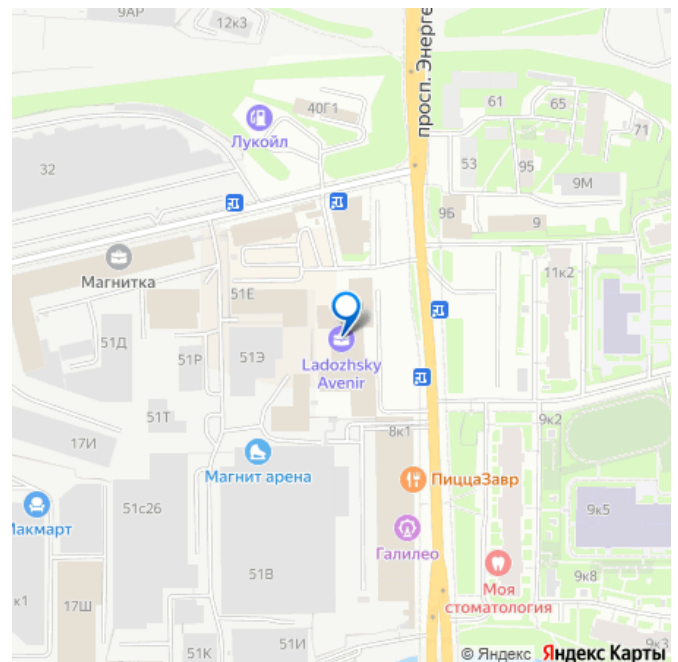 9АР
12к3
просп. Энерге
40Г1
Лукойл
61
65
71
32
53
95
9М
9Б
9
Магнитка
11к2
51Е
51Д
51Р
51Э
Ladozhsky
Avenir
51Т
17И
8к1
9к2
Магнит арена
ПиццаЗавр
51с26
Макмарт
9к5
Галилео
51В
Моя
стоматология
9к8
к1
17Ш
51К
51И
9к3
© Яндекс Яндекс Карты